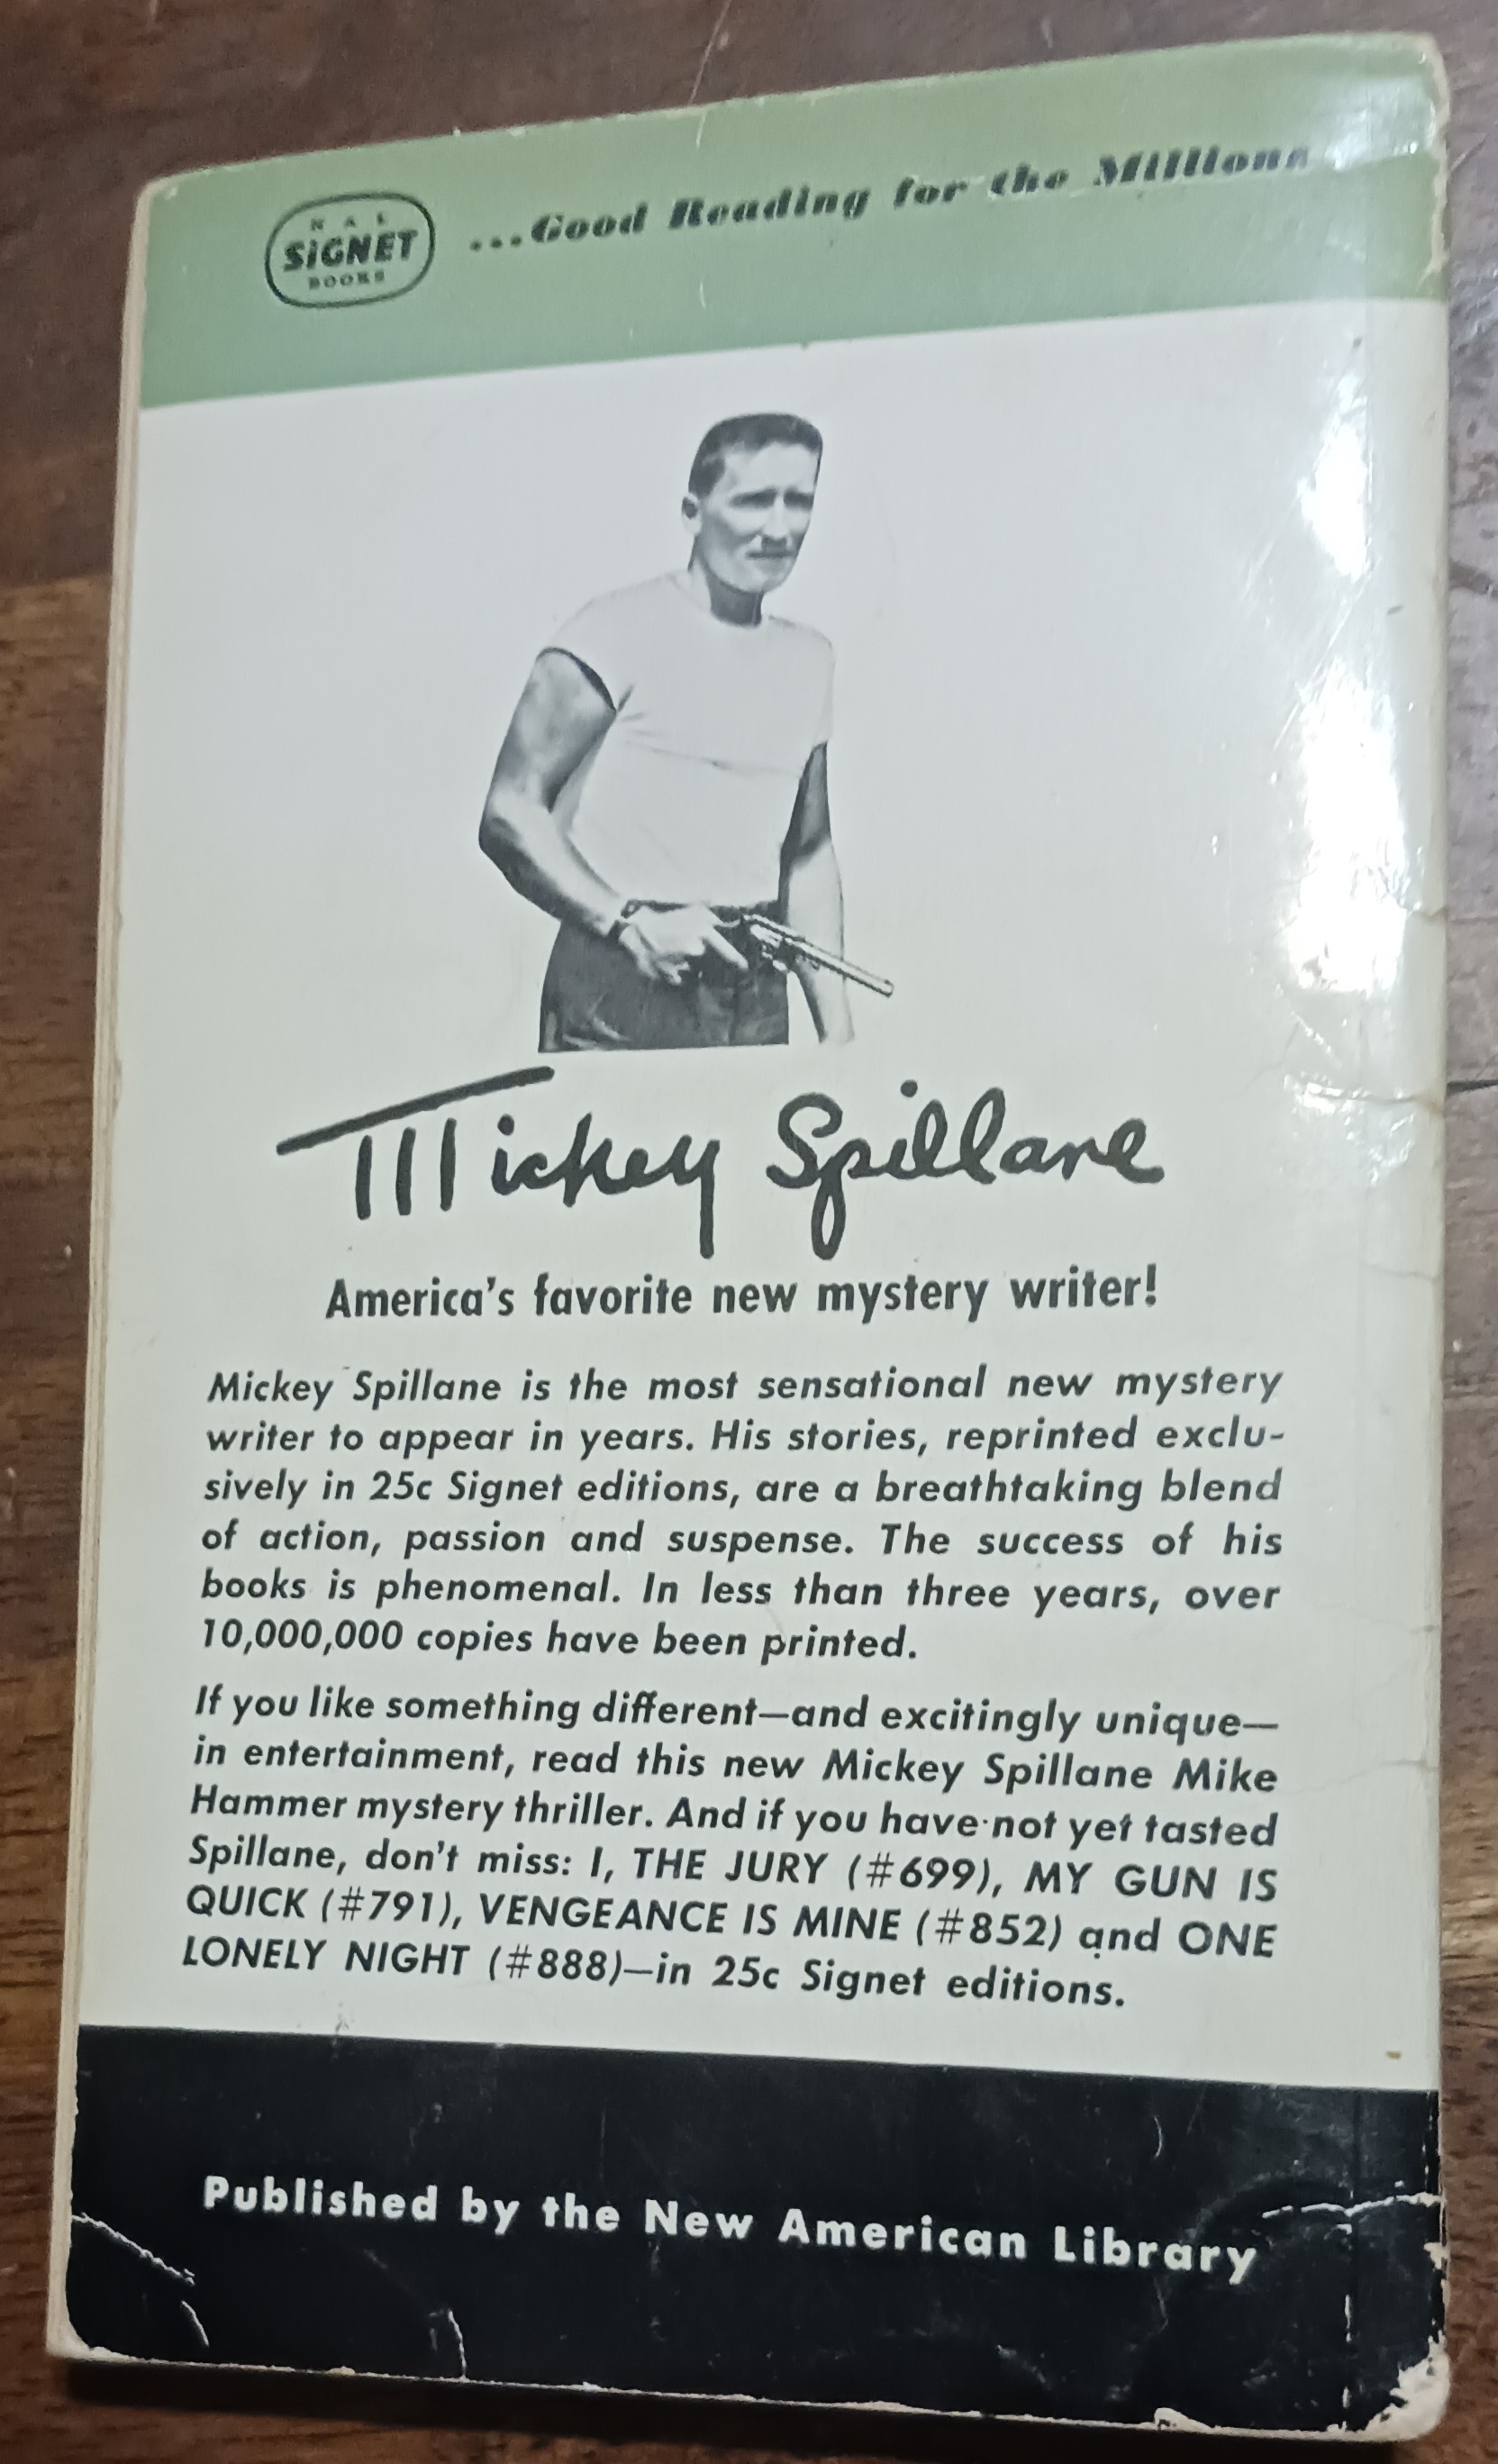 N A L
SIGNET
BOOKS
...Good Reading for the Millions
Mickey Spillane
America's favorite new mystery writer!
Mickey Spillane is the most sensational new mystery
writer to appear in years. His stories, reprinted exclu-
sively in 25c Signet editions, are a breathtaking blend
of action, passion and suspense. The success of his
books is phenomenal. In less than three years, over
10,000,000 copies have been printed.
If you like something different—and excitingly unique—
in entertainment, read this new Mickey Spillane Mike
Hammer mystery thriller. And if you have not yet tasted
Spillane, don't miss: I, THE JURY (#699), MY GUN IS
QUICK (#791), VENGEANCE IS MINE (#852) and ONE
LONELY NIGHT (#888)—in 25c Signet editions.
Published by the New American Library